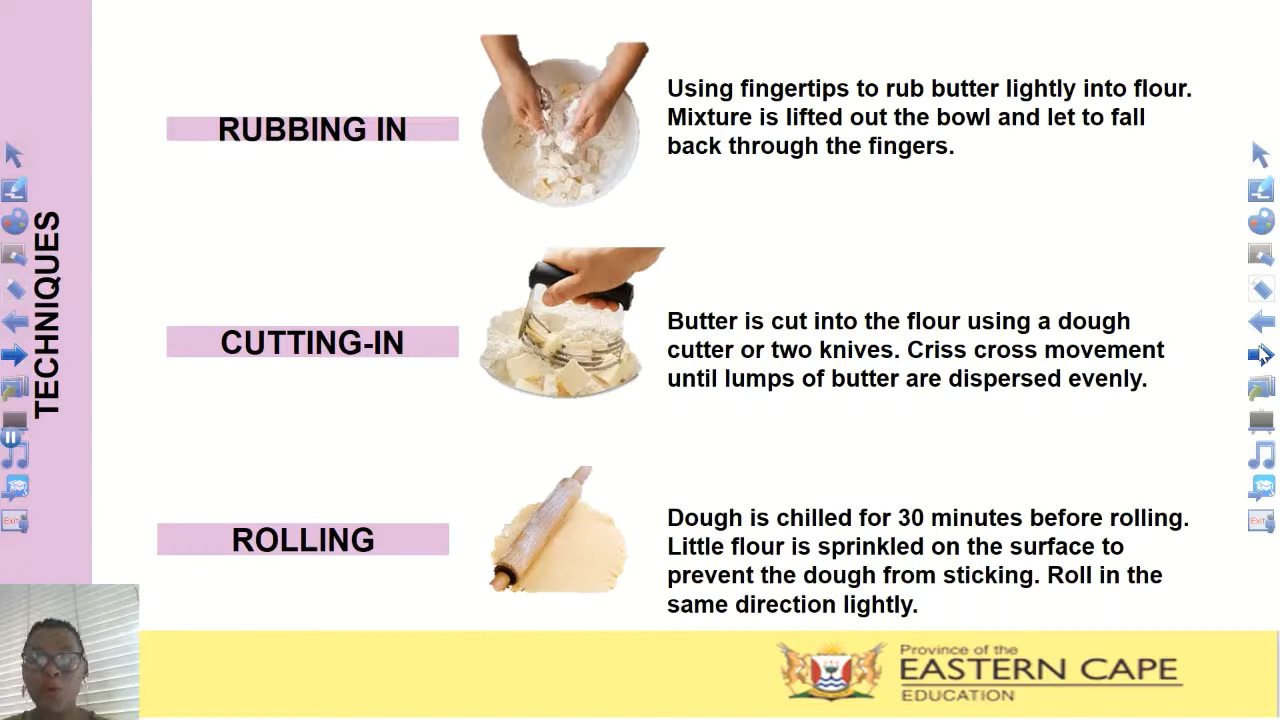 TECHNIQUES
RUBBING IN
Using fingertips to rub butter lightly into flour.
Mixture is lifted out the bowl and let to fall
back through the fingers.
CUTTING-IN
Butter is cut into the flour using a dough
cutter or two knives. Criss cross movement
until lumps of butter are dispersed evenly.
ROLLING
Dough is chilled for 30 minutes before rolling.
Little flour is sprinkled on the surface to
prevent the dough from sticking. Roll in the
same direction lightly.
Exit
Exit
Province of the
EASTERN CAPE
EDUCATION